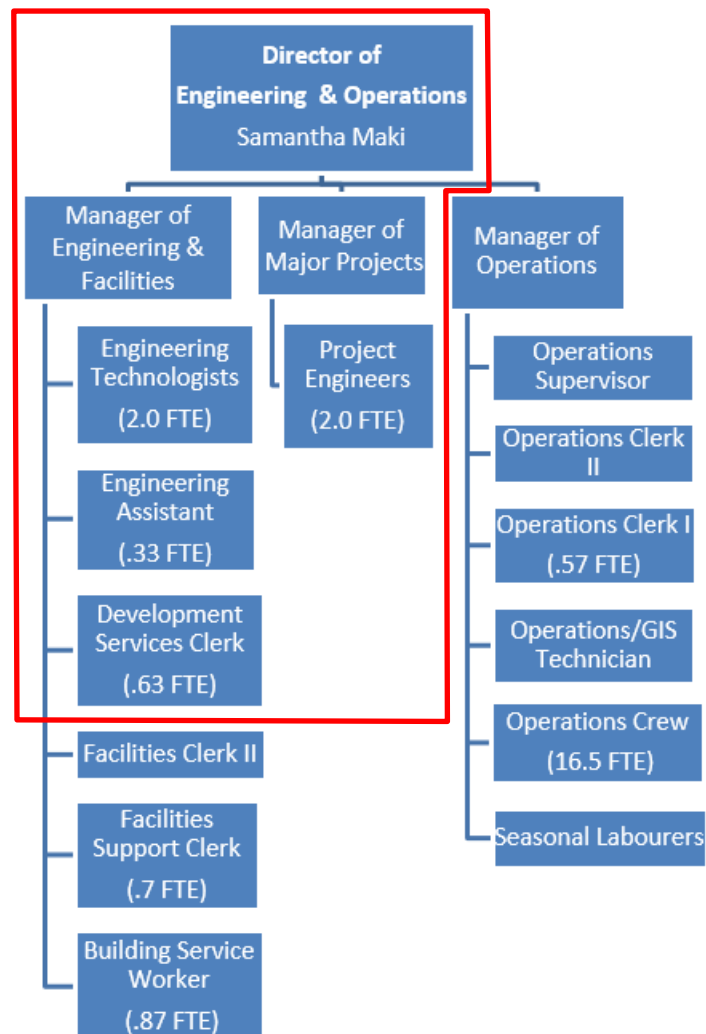 Director of
Engineering & Operations
Samantha Maki
Manager of
Engineering &
Facilities
Manager of
Major Projects
Manager of
Operations
Engineering
Technologists
(2.0 FTE)
Engineering
Assistant
(.33 FTE)
Development
Services Clerk
(.63 FTE)
Facilities Clerk II
Facilities
Support Clerk
(.7 FTE)
Building Service
Worker
(.87 FTE)
Project
Engineers
(2.0 FTE)
Operations
Supervisor
Operations Clerk
II
Operations Clerk I
(.57 FTE)
Operations/GIS
Technician
Operations Crew
(16.5 FTE)
Seasonal Labourers